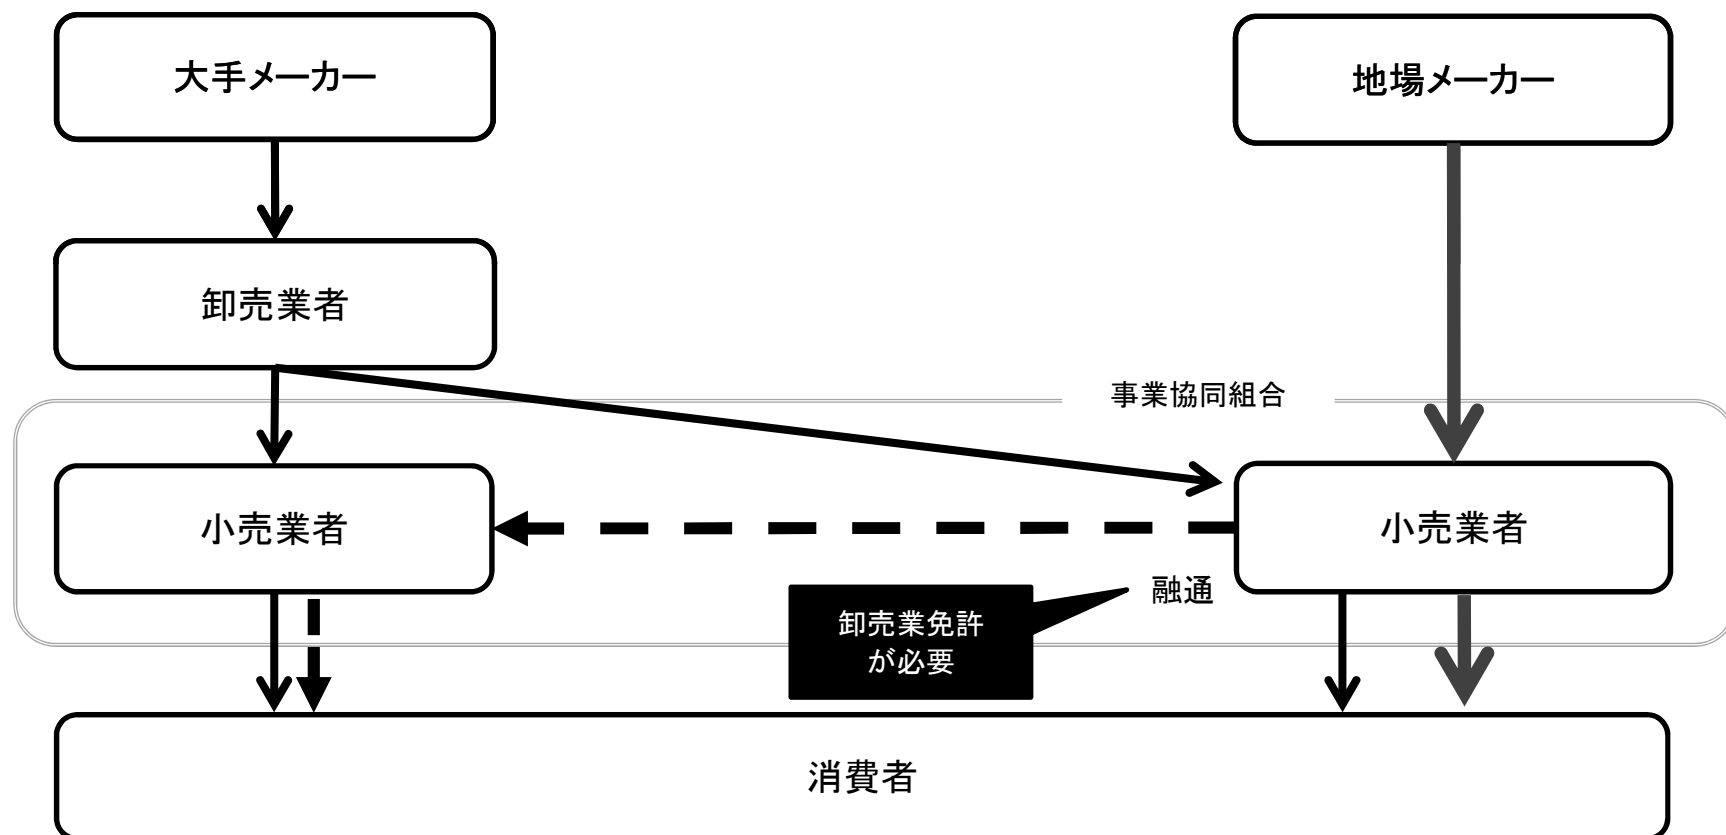 大手メーカー
地場メーカー
卸売業者
事業協同組合
小売業者
小売業者
融通
卸売業免許
が必要
消費者